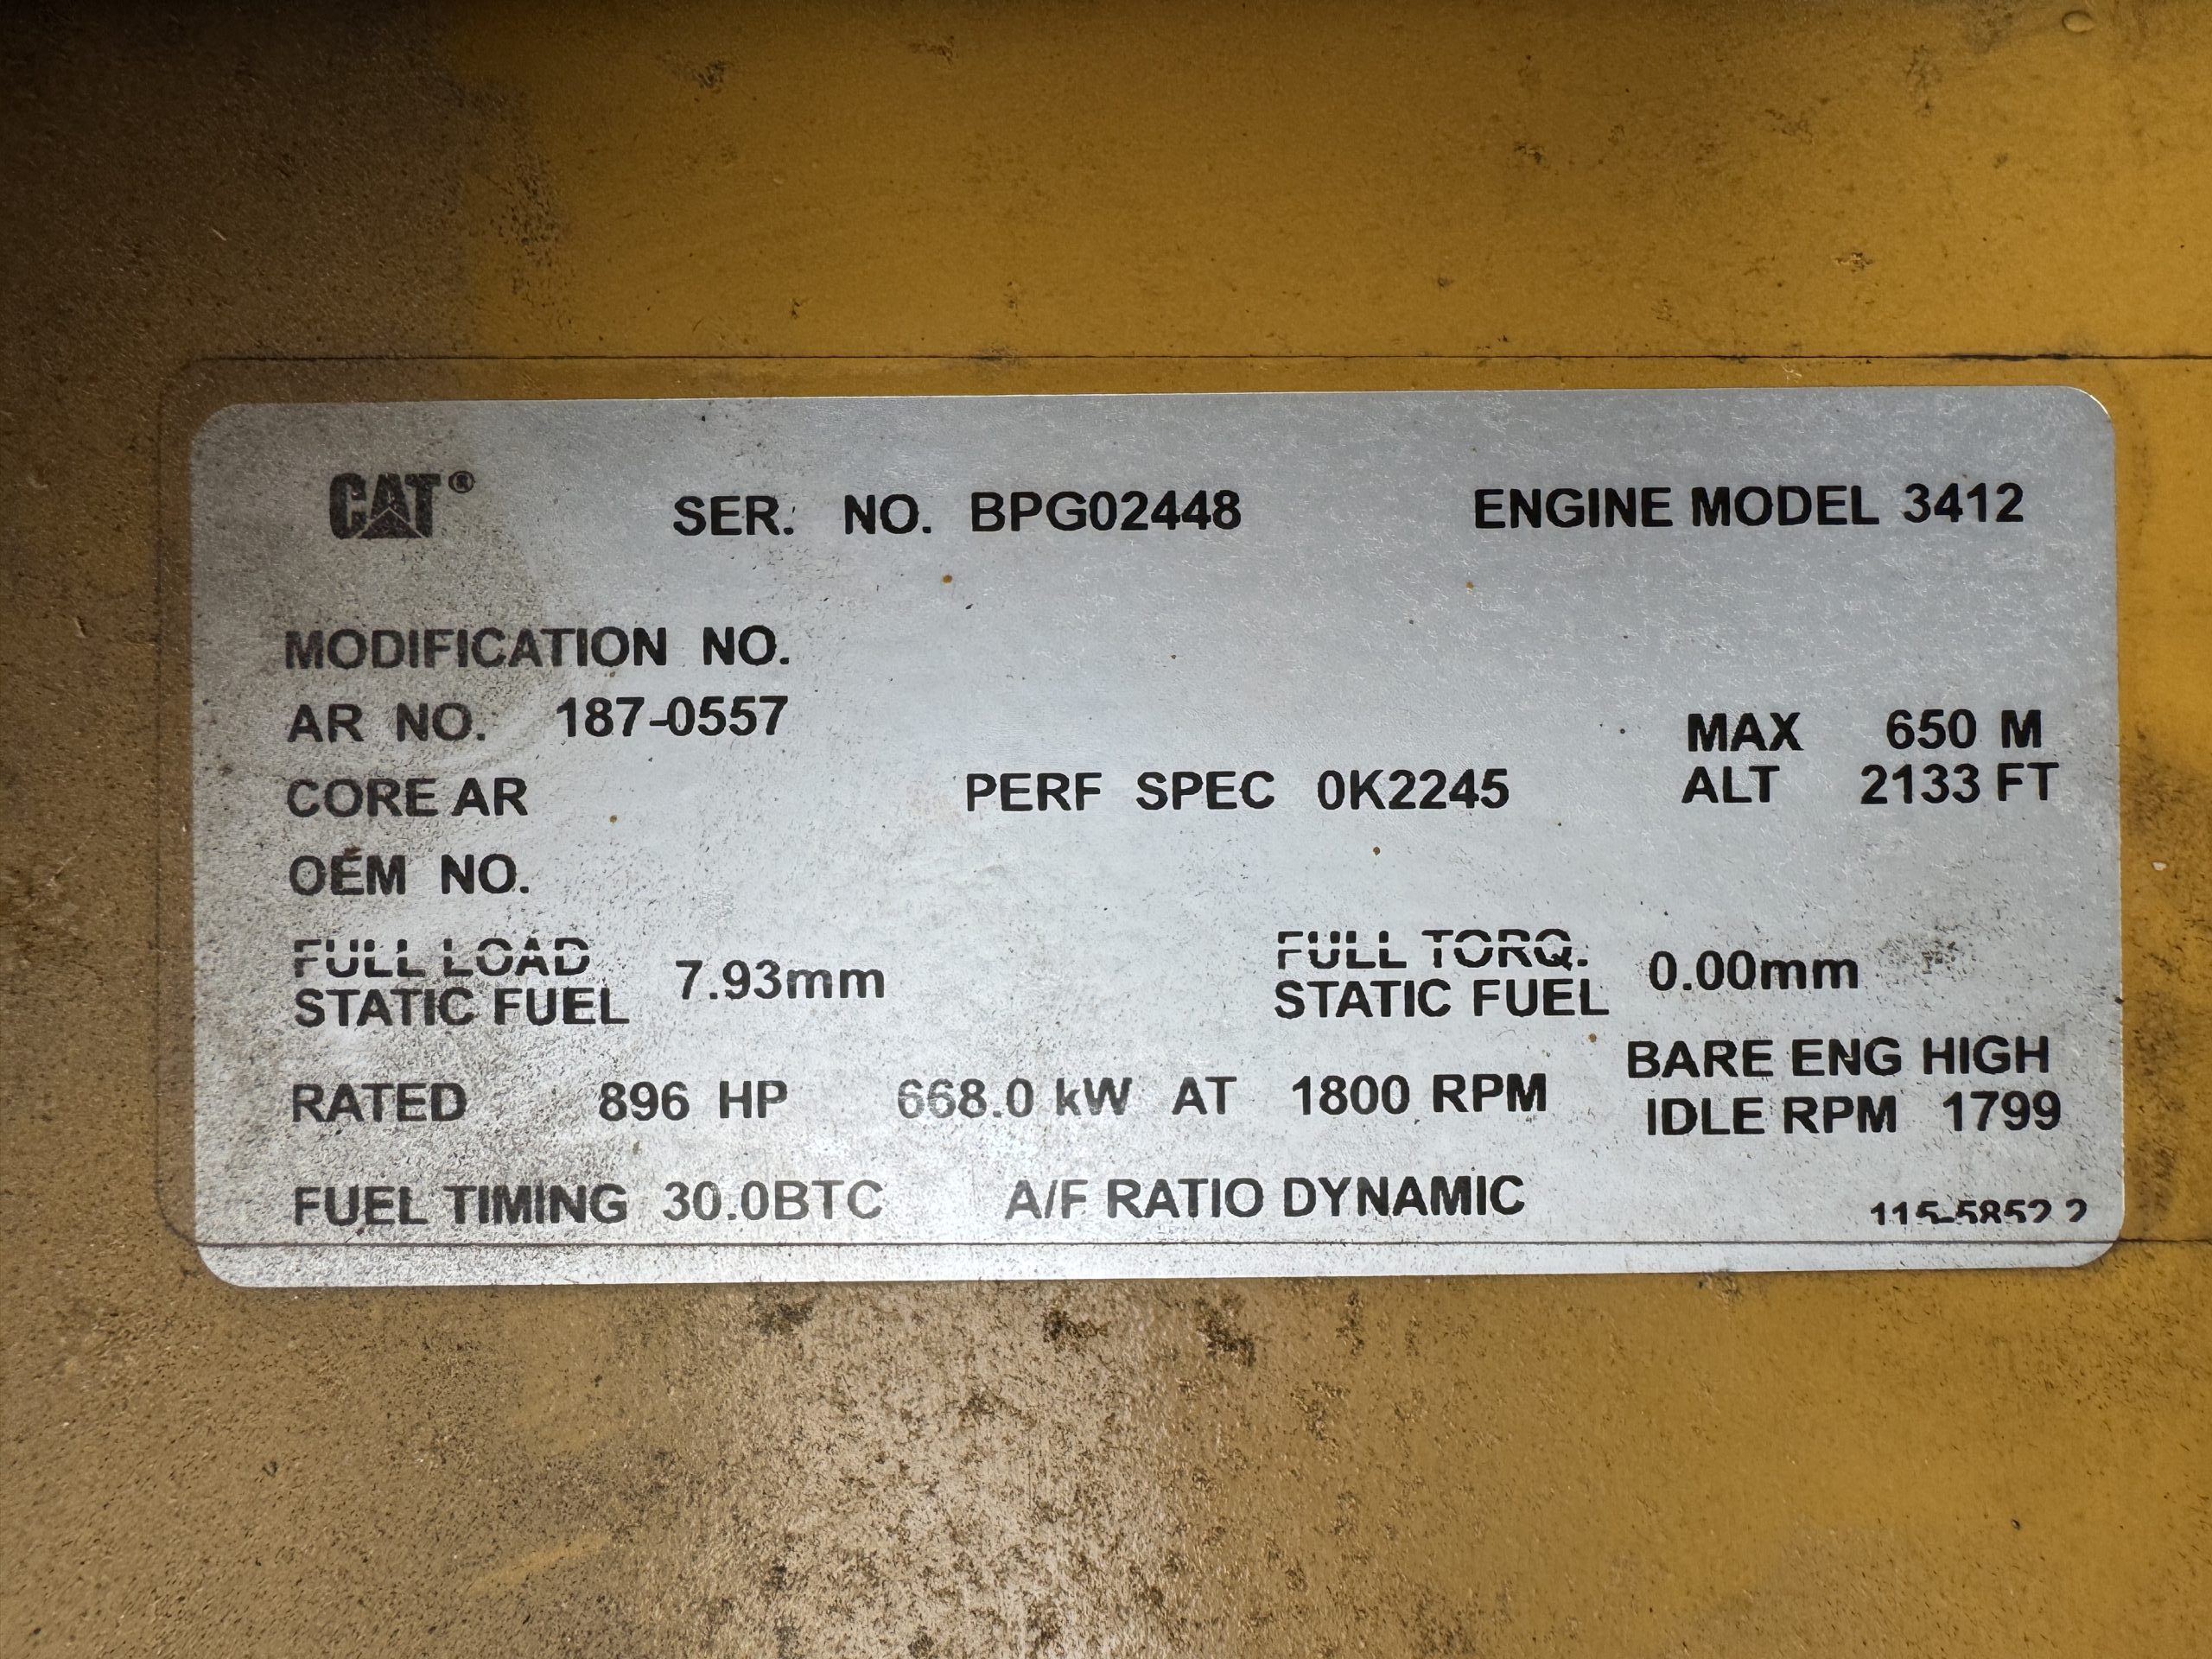 CAT® SER. NO. BPG02448 ENGINE MODEL 3412
MODIFICATION NO.
AR NO. 187-0557
MAX 650 M
CORE AR PERF SPEC 0K2245 ALT 2133 FT
OEM NO.
FULL LOAD
STATIC FUEL 7.93mm
FULL TORQ.
STATIC FUEL 0.00mm
RATED 896 HP 668.0 kW AT 1800 RPM
BARE ENG HIGH
IDLE RPM 1799
FUEL TIMING 30.0BTC A/F RATIO DYNAMIC
115-5852 2